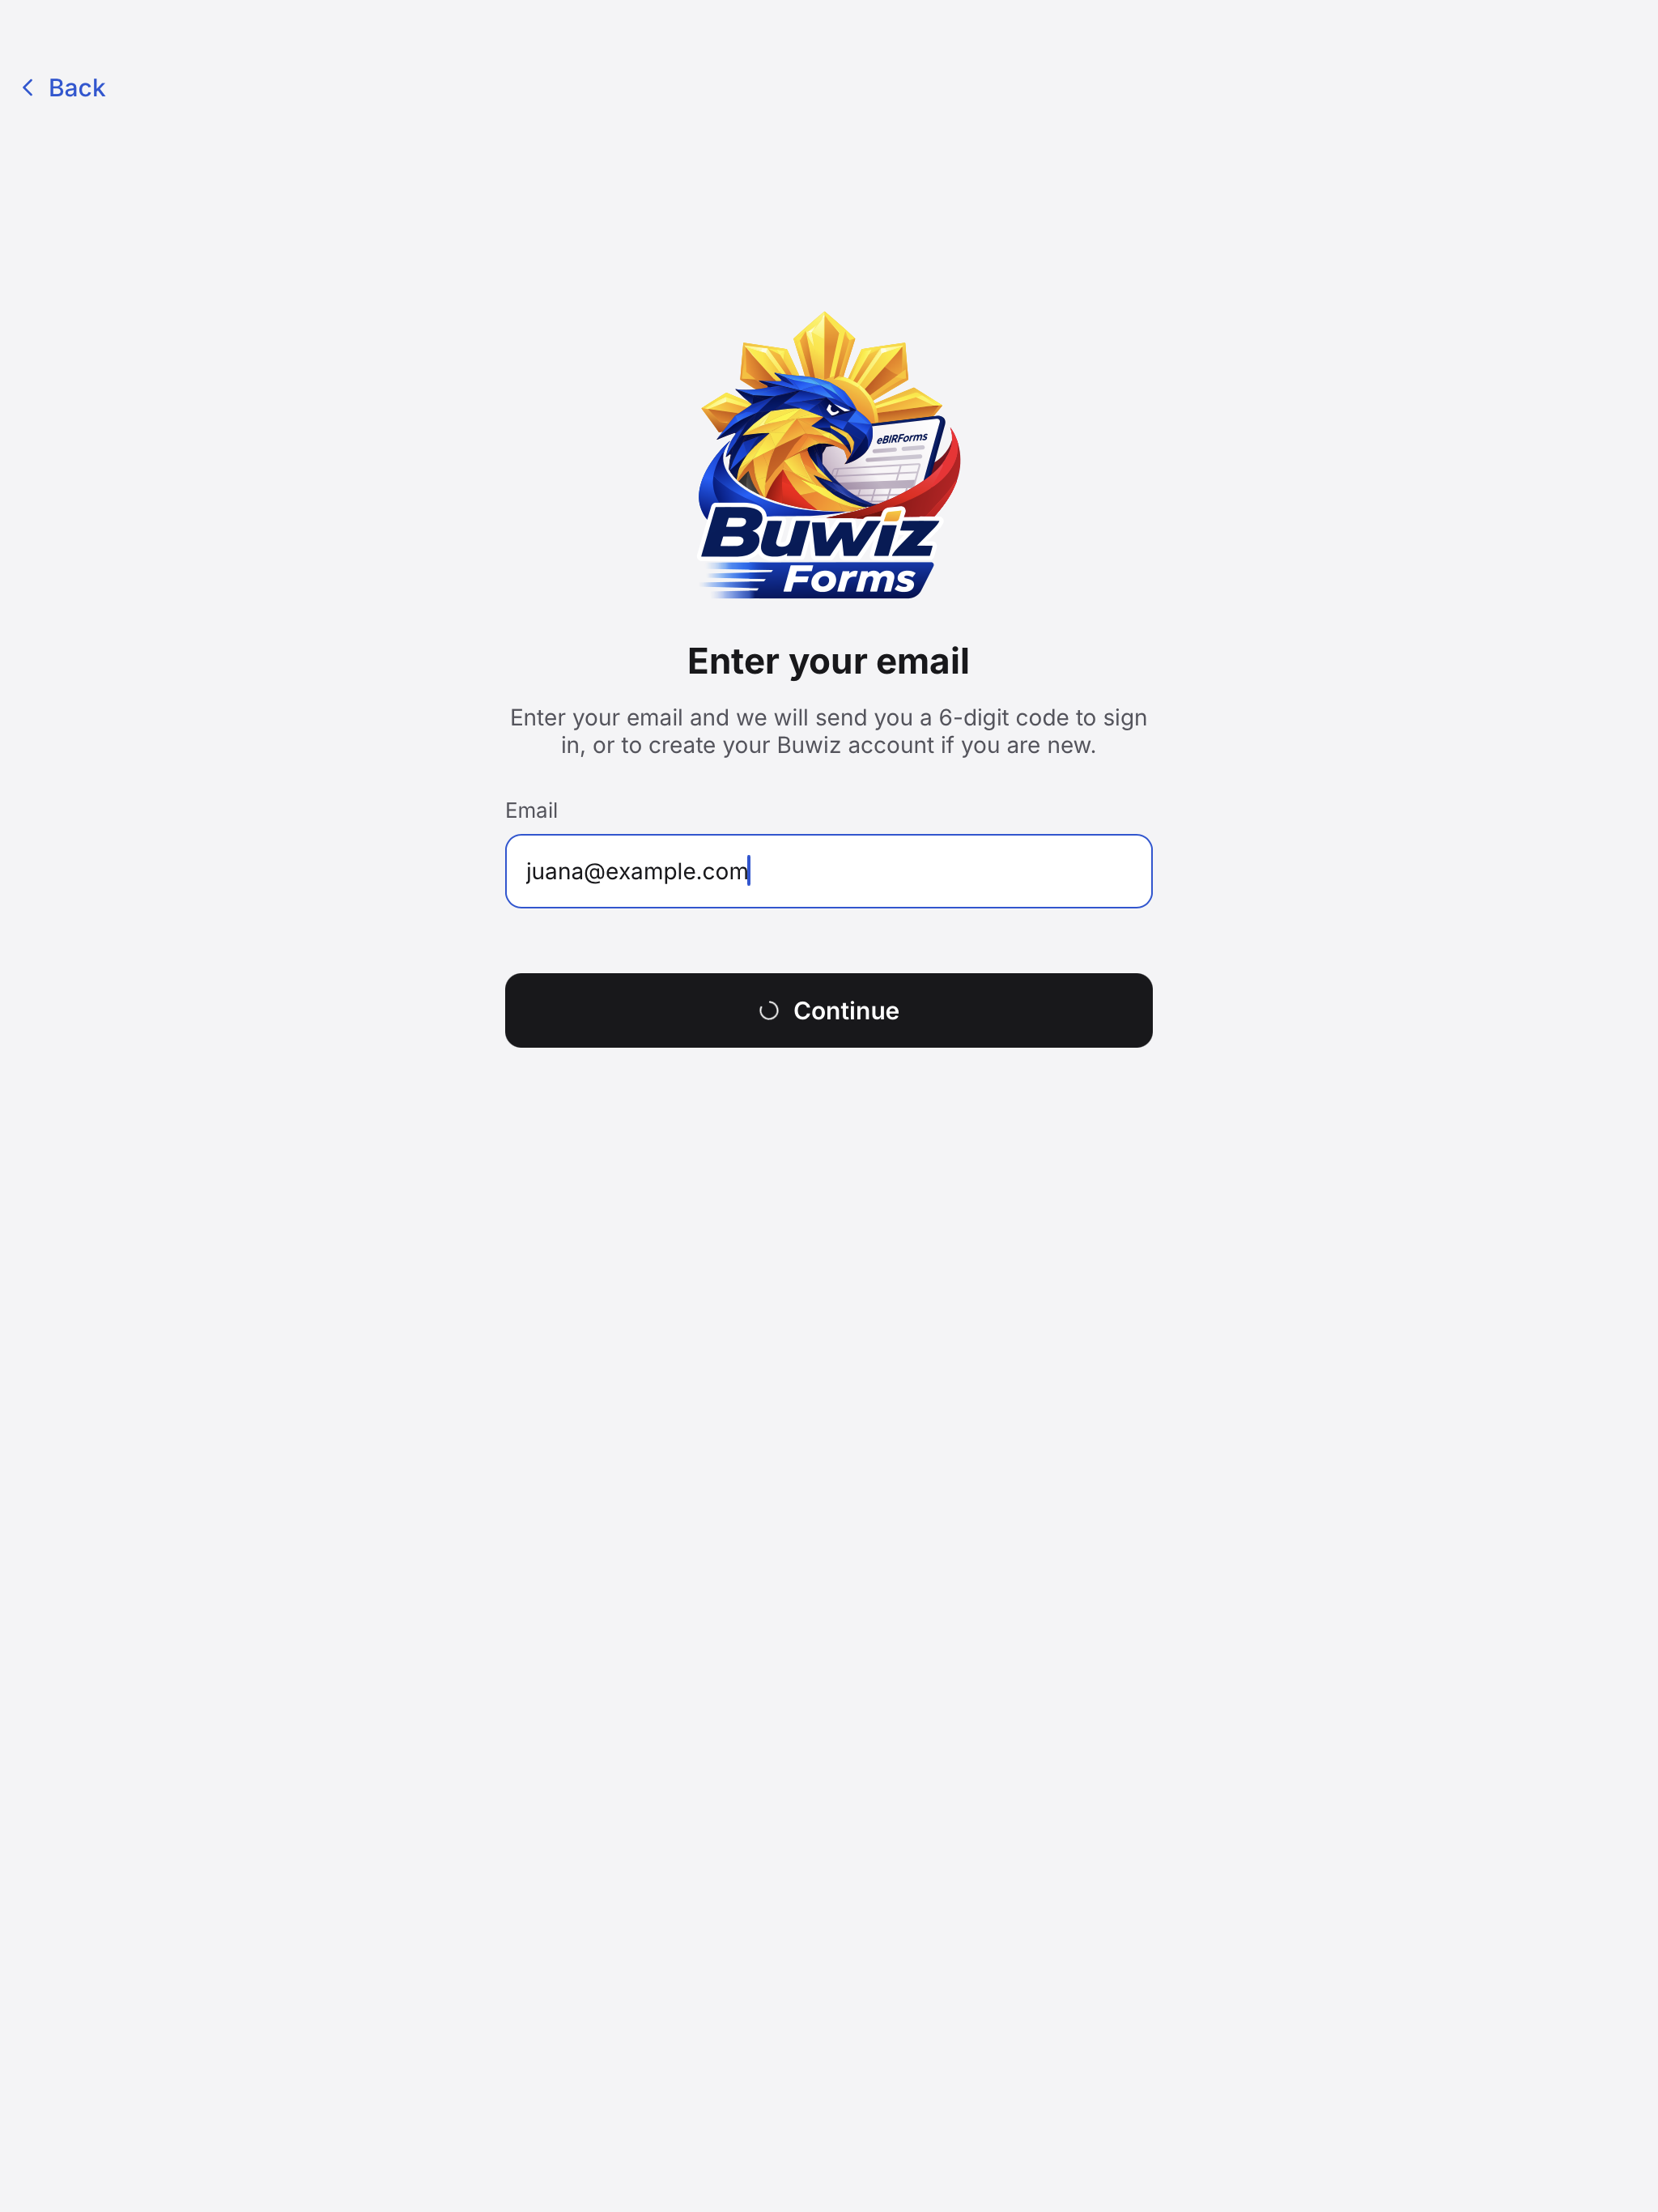 Back
eBIRForms
Buwiz
Forms
Enter your email
Enter your email and we will send you a 6-digit code to sign
in, or to create your Buwiz account if you are new.
Email
juana@example.com
Continue